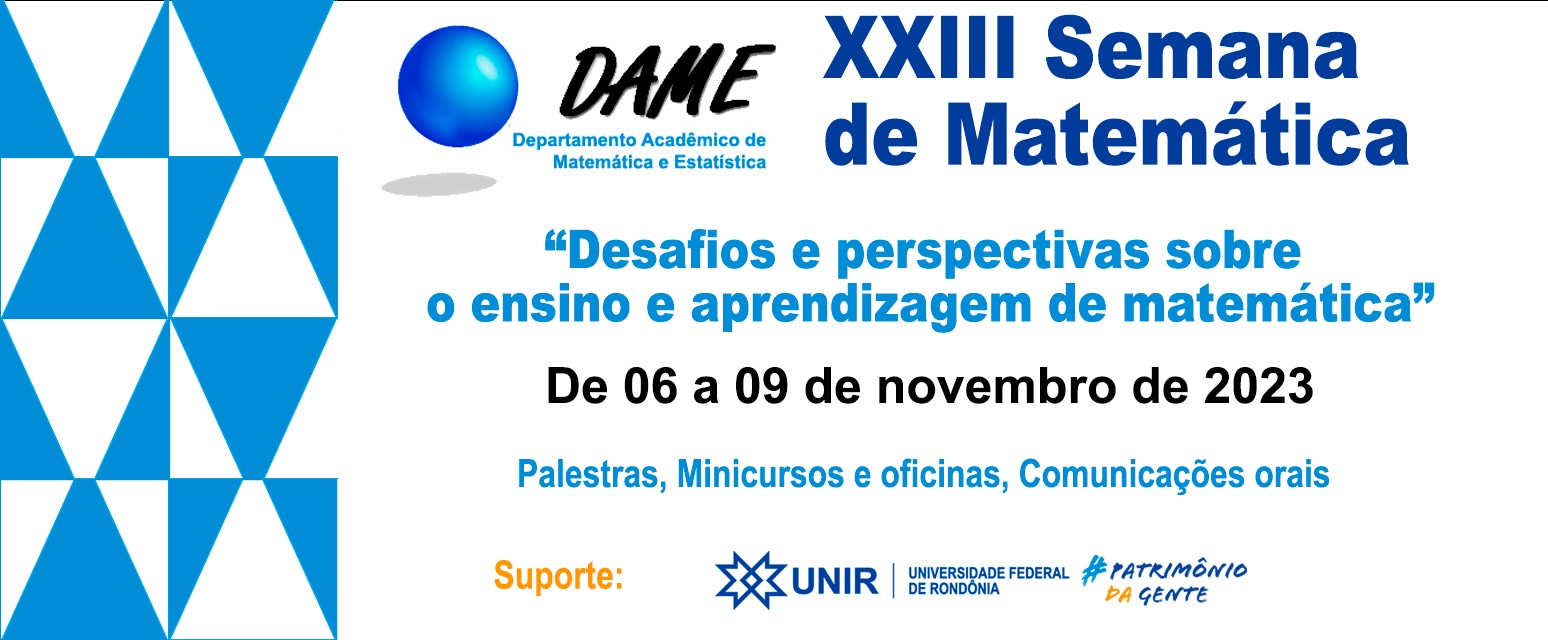 DAME
Departamento Acadêmico de
Matemática e Estatística
XXIII Semana
de Matemática
“Desafios e perspectivas sobre
o ensino e aprendizagem de matemática”
De 06 a 09 de novembro de 2023
Palestras, Minicursos e oficinas, Comunicações orais
Suporte:
UNIR
UNIVERSIDADE FEDERAL
DE RONDÔNIA
#PATRIMÔNIO
DA GENTE